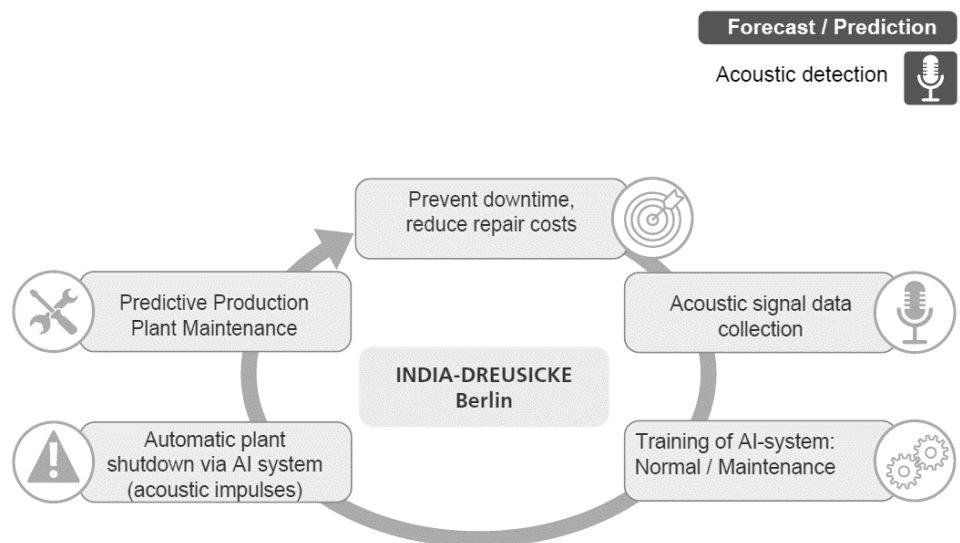 Forecast / Prediction
Acoustic detection
Prevent downtime,
reduce repair costs
Predictive Production
Plant Maintenance
Acoustic signal data
collection
INDIA-DREUSICKE
Berlin
Automatic plant
shutdown via AI system
(acoustic impulses)
Training of AI-system:
Normal / Maintenance